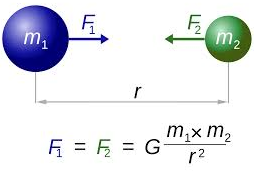 F₁ F₂
m₁ m₂
r
F₁ = F₂ = G m₁ × m₂ / r²